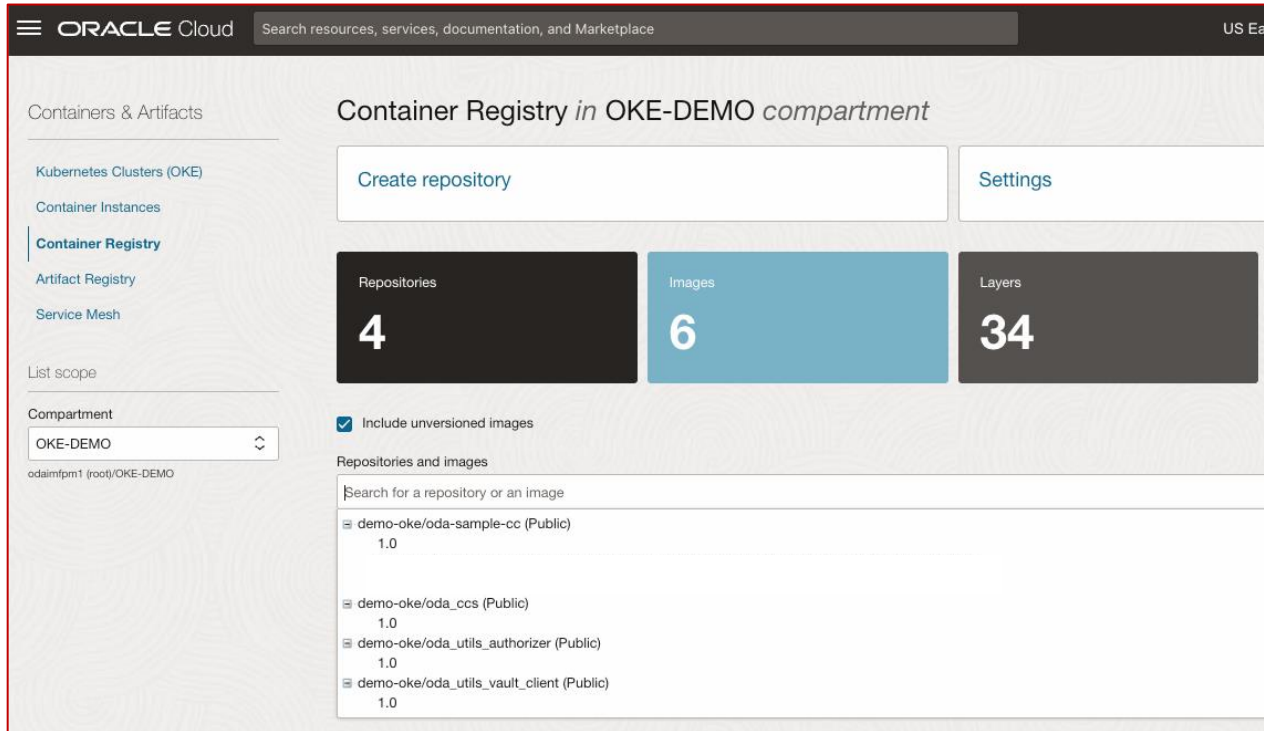 ORACLE Cloud
Search resources, services, documentation, and Marketplace
US Ea
Containers & Artifacts
Kubernetes Clusters (OKE)
Container Instances
Container Registry
Artifact Registry
Service Mesh
List scope
Compartment
OKE-DEMO
odaimfpm1 (root)/OKE-DEMO
Container Registry in OKE-DEMO compartment
Create repository
Settings
Repositories
4
Images
6
Layers
34
Include unversioned images
Repositories and images
Search for a repository or an image
demo-oke/oda-sample-cc (Public)
1.0
demo-oke/oda_ccs (Public)
1.0
demo-oke/oda_utils_authorizer (Public)
1.0
demo-oke/oda_utils_vault_client (Public)
1.0